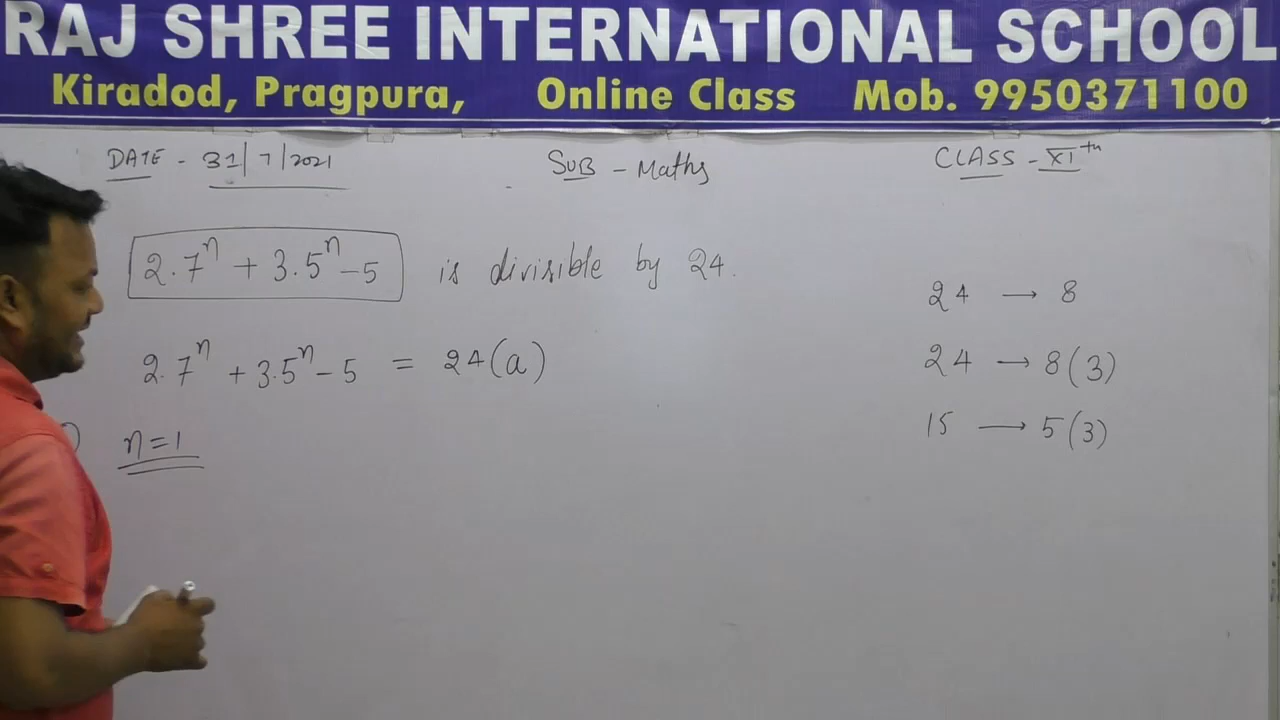 RAJ SHREE INTERNATIONAL SCHOOL
Kiradod, Pragpura, Online Class Mob. 9950371100
DATE - 31/7/2021 SUB - Maths CLASS - XIth
2.7ⁿ + 3.5ⁿ - 5 is divisible by 24.
24 → 8
2.7ⁿ + 3.5ⁿ - 5 = 24(a)
24 → 8(3)
15 → 5(3)
n=1